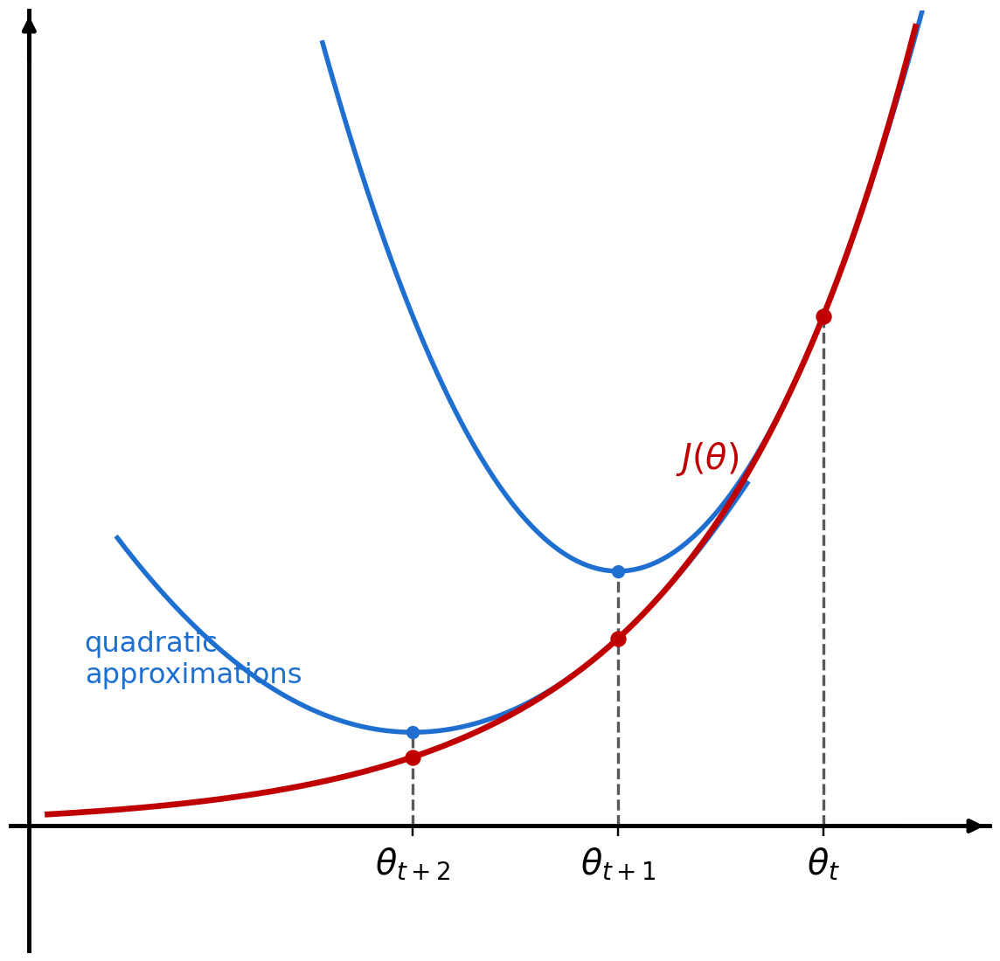 J(θ)
quadratic
approximations
θ_{t+2} θ_{t+1} θ_t